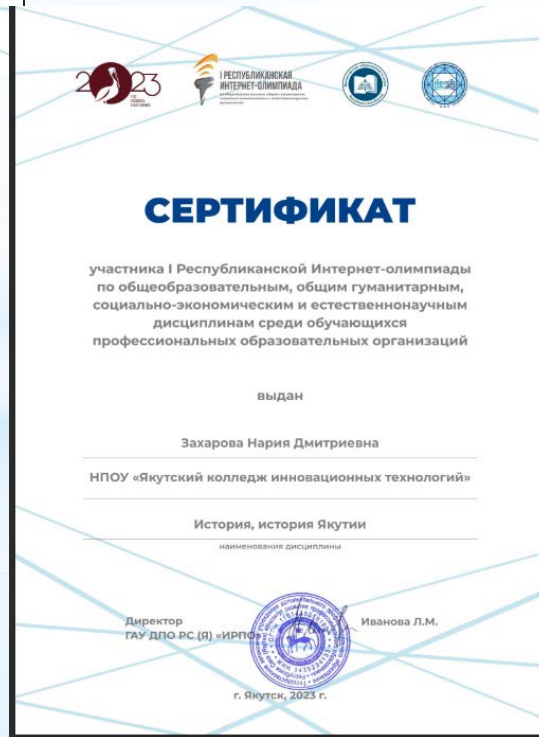 2023
I РЕСПУБЛИКАНСКАЯ
ИНТЕРНЕТ-ОЛИМПИАДА
СЕРТИФИКАТ
участника I Республиканской Интернет-олимпиады
по общеобразовательным, общим гуманитарным,
социально-экономическим и естественнонаучным
дисциплинам среди обучающихся
профессиональных образовательных организаций
выдан
Захарова Нария Дмитриевна
НПОУ «Якутский колледж инновационных технологий»
История, история Якутии
наименования дисциплины
Директор
ГАУ ДПО РС (Я) «ИРПО»
Иванова Л.М.
г. Якутск, 2023 г.